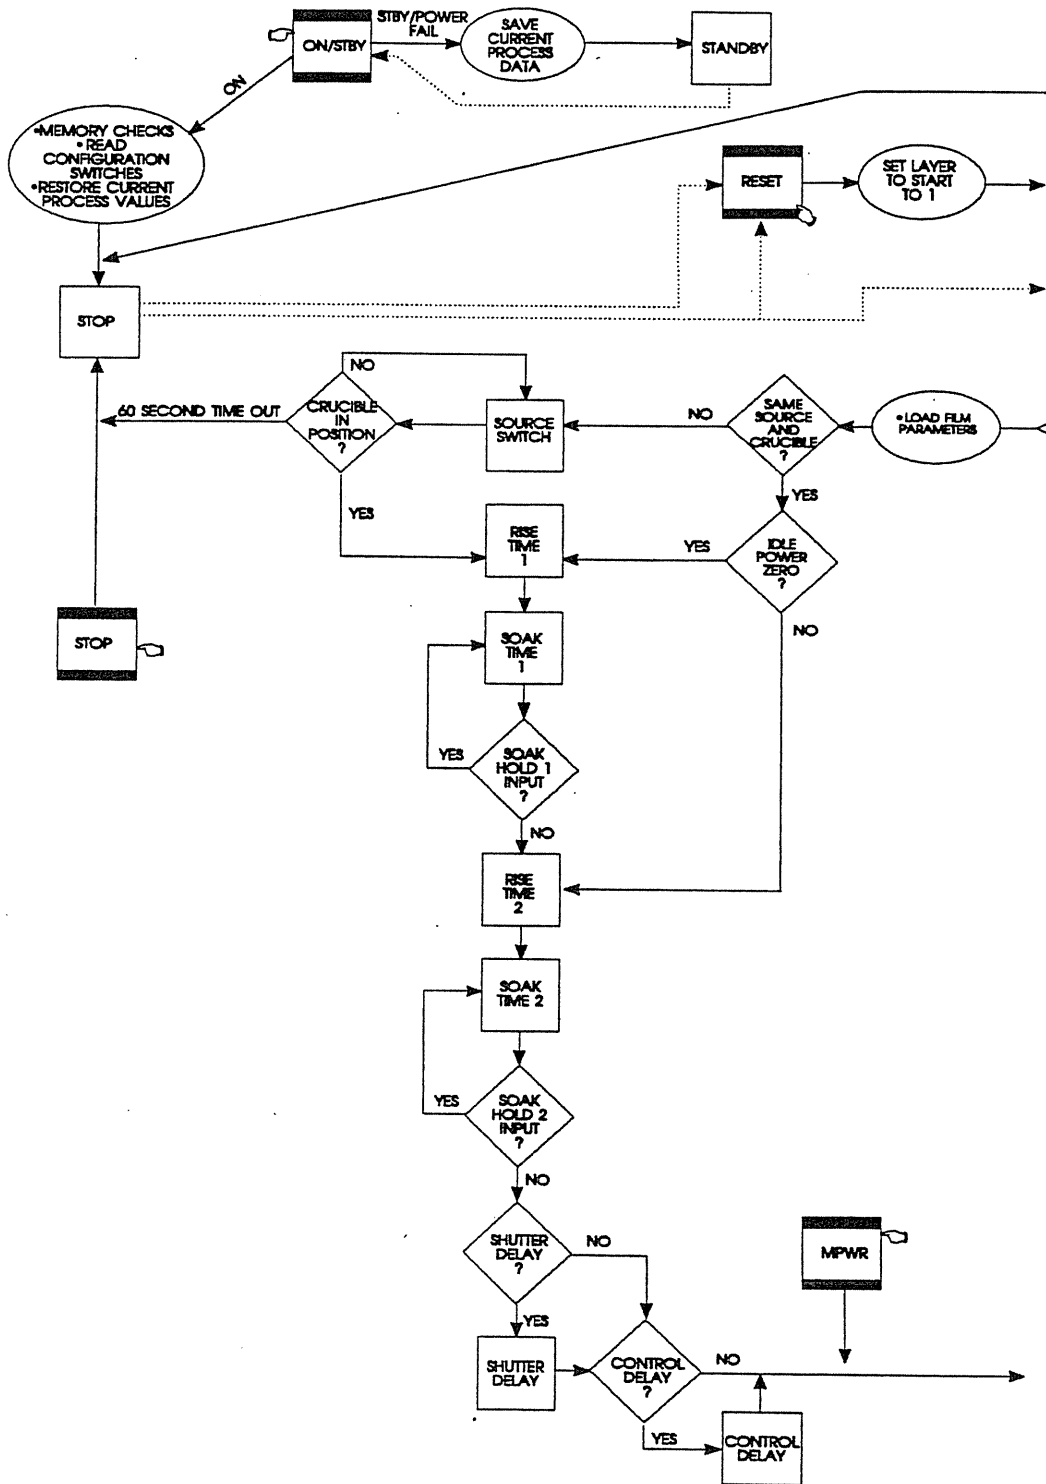 STBY/POWER
FAIL
ON/STBY
SAVE
CURRENT
PROCESS
DATA
STANDBY
ON
•MEMORY CHECKS
•READ
CONFIGURATION
SWITCHES
•RESTORE CURRENT
PROCESS VALUES
RESET
SET LAYER
TO START
TO 1
STOP
NO
60 SECOND TIME OUT
CRUCIBLE
IN
POSITION
?
SOURCE
SWITCH
NO
SAME
SOURCE
AND
CRUCIBLE
?
•LOAD FILM
PARAMETERS
YES
YES
RISE
TIME
1
YES
IDLE
POWER
ZERO
?
NO
STOP
SOAK
TIME
1
YES
SOAK
HOLD 1
INPUT
?
NO
RISE
TIME
2
SOAK
TIME 2
YES
SOAK
HOLD 2
INPUT
?
NO
SHUTTER
DELAY
?
NO
MPWR
YES
SHUTTER
DELAY
CONTROL
DELAY
?
NO
YES
CONTROL
DELAY